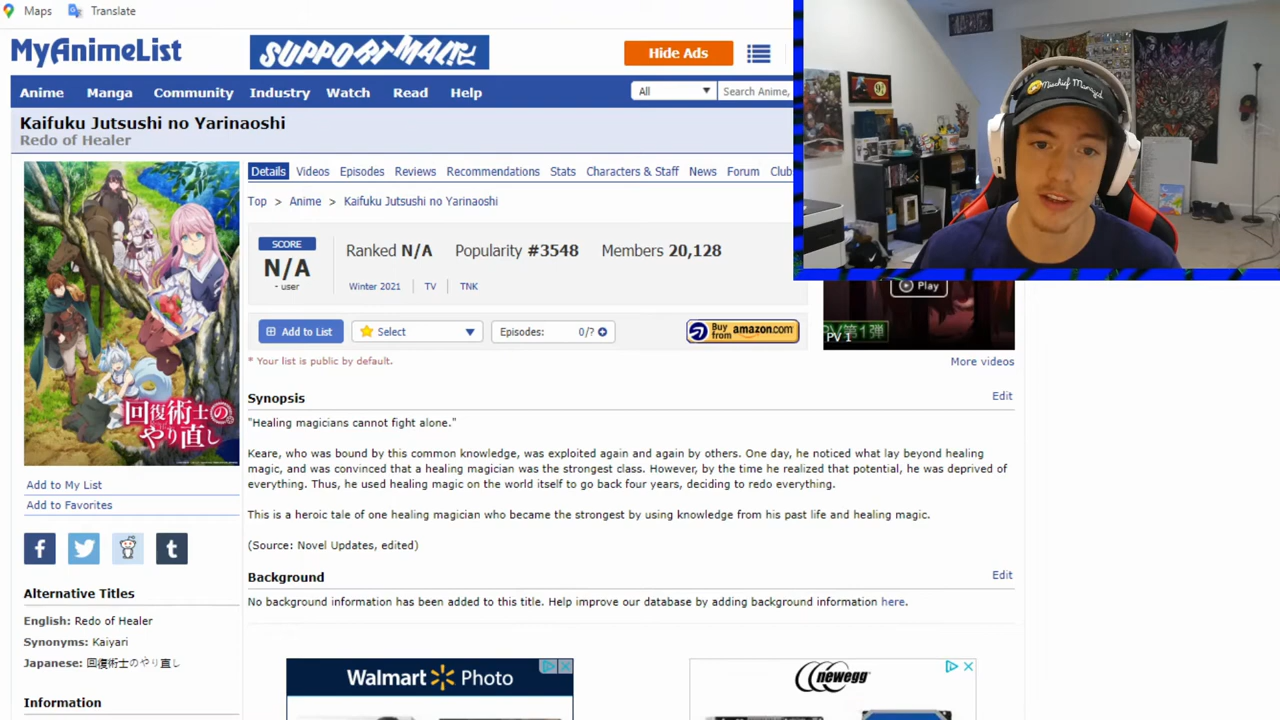 Maps Translate
MyAnimeList
SUPPORT MALIC
Hide Ads
Anime Manga Community Industry Watch Read Help
All Search Anime,
Kaifuku Jutsushi no Yarinaoshi
Redo of Healer
Details Videos Episodes Reviews Recommendations Stats Characters & Staff News Forum Club
Top > Anime > Kaifuku Jutsushi no Yarinaoshi
SCORE
N/A
- user
Ranked N/A Popularity #3548 Members 20,128
Winter 2021 TV TNK
Add to List Select Episodes: 0/?
Buy from amazon.com
Play
PV第1弾
PV 1
More videos
* Your list is public by default.
回復術士の
やり直し
Synopsis Edit
"Healing magicians cannot fight alone."
Keare, who was bound by this common knowledge, was exploited again and again by others. One day, he noticed what lay beyond healing
magic, and was convinced that a healing magician was the strongest class. However, by the time he realized that potential, he was deprived of
everything. Thus, he used healing magic on the world itself to go back four years, deciding to redo everything.
This is a heroic tale of one healing magician who became the strongest by using knowledge from his past life and healing magic.
(Source: Novel Updates, edited)
Background Edit
No background information has been added to this title. Help improve our database by adding background information here.
Add to My List
Add to Favorites
Alternative Titles
English: Redo of Healer
Synonyms: Kaiyari
Japanese: 回復術士のやり直し
Information
Walmart Photo
newegg
Mischief Managed